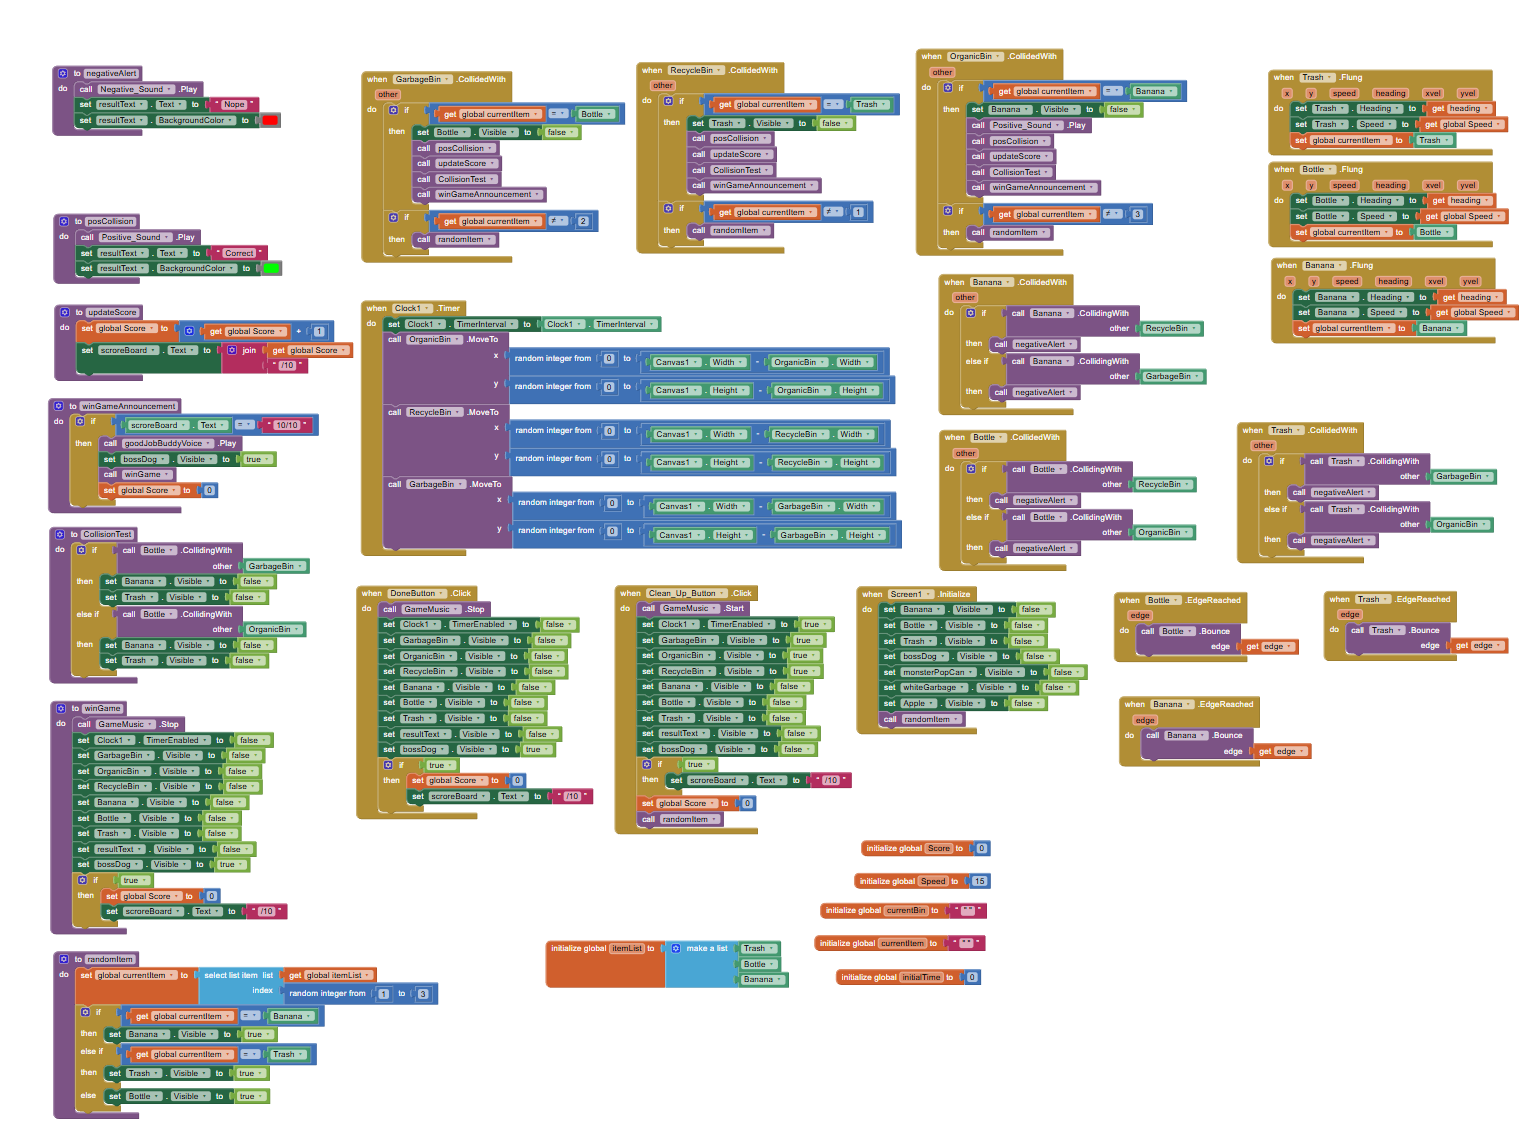 to negativeAlert
do call Negative_Sound .Play
set resultText . Text to " Nope "
set resultText . BackgroundColor to
to posCollision
do call Positive_Sound .Play
set resultText . Text to " Correct "
set resultText . BackgroundColor to
to updateScore
do set global Score to get global Score + 1
set scroreBoard . Text to join get global Score
" /10 "
to winGameAnnouncement
do if scroreBoard . Text = " 10/10 "
then call goodJobBuddyVoice .Play
set bossDog . Visible to true
call winGame
set global Score to 0
to CollisionTest
do if call Bottle .CollidingWith
other GarbageBin
then set Banana . Visible to false
set Trash . Visible to false
else if call Bottle .CollidingWith
other OrganicBin
then set Banana . Visible to false
set Trash . Visible to false
to winGame
do call GameMusic .Stop
set Clock1 . TimerEnabled to false
set GarbageBin . Visible to false
set OrganicBin . Visible to false
set RecycleBin . Visible to false
set Banana . Visible to false
set Bottle . Visible to false
set Trash . Visible to false
set resultText . Visible to false
set bossDog . Visible to true
if true
then set global Score to 0
set scroreBoard . Text to " /10 "
to randomItem
do set global currentItem to select list item list get global itemList
index random integer from 1 to 3
if get global currentItem = Banana
then set Banana . Visible to true
else if get global currentItem = Trash
then set Trash . Visible to true
else set Bottle . Visible to true
when GarbageBin .CollidedWith
other
do if get global currentItem = Bottle
then set Bottle . Visible to false
call posCollision
call updateScore
call CollisionTest
call winGameAnnouncement
if get global currentItem ≠ 2
then call randomItem
when RecycleBin .CollidedWith
other
do if get global currentItem = Trash
then set Trash . Visible to false
call posCollision
call updateScore
call CollisionTest
call winGameAnnouncement
if get global currentItem ≠ 1
then call randomItem
when OrganicBin .CollidedWith
other
do if get global currentItem = Banana
then set Banana . Visible to false
call Positive_Sound .Play
call posCollision
call updateScore
call CollisionTest
call winGameAnnouncement
if get global currentItem ≠ 3
then call randomItem
when Trash .Flung
x y speed heading xvel yvel
do set Trash . Heading to get heading
set Trash . Speed to get global Speed
set global currentItem to Trash
when Bottle .Flung
x y speed heading xvel yvel
do set Bottle . Heading to get heading
set Bottle . Speed to get global Speed
set global currentItem to Bottle
when Banana .Flung
x y speed heading xvel yvel
do set Banana . Heading to get heading
set Banana . Speed to get global Speed
set global currentItem to Banana
when Clock1 .Timer
do set Clock1 . TimerInterval to Clock1 . TimerInterval
call OrganicBin .MoveTo
x random integer from 0 to Canvas1 . Width - OrganicBin . Width
y random integer from 0 to Canvas1 . Height - OrganicBin . Height
call RecycleBin .MoveTo
x random integer from 0 to Canvas1 . Width - RecycleBin . Width
y random integer from 0 to Canvas1 . Height - RecycleBin . Height
call GarbageBin .MoveTo
x random integer from 0 to Canvas1 . Width - GarbageBin . Width
y random integer from 0 to Canvas1 . Height - GarbageBin . Height
when Banana .CollidedWith
other
do if call Banana .CollidingWith
other RecycleBin
then call negativeAlert
else if call Banana .CollidingWith
other GarbageBin
then call negativeAlert
when Bottle .CollidedWith
other
do if call Bottle .CollidingWith
other RecycleBin
then call negativeAlert
else if call Bottle .CollidingWith
other OrganicBin
then call negativeAlert
when Trash .CollidedWith
other
do if call Trash .CollidingWith
other GarbageBin
then call negativeAlert
else if call Trash .CollidingWith
other OrganicBin
then call negativeAlert
when DoneButton .Click
do call GameMusic .Stop
set Clock1 . TimerEnabled to false
set GarbageBin . Visible to false
set OrganicBin . Visible to false
set RecycleBin . Visible to false
set Banana . Visible to false
set Bottle . Visible to false
set Trash . Visible to false
set resultText . Visible to false
set bossDog . Visible to true
if true
then set global Score to 0
set scroreBoard . Text to " /10 "
when Clean_Up_Button .Click
do call GameMusic .Start
set Clock1 . TimerEnabled to true
set GarbageBin . Visible to true
set OrganicBin . Visible to true
set RecycleBin . Visible to true
set Banana . Visible to false
set Bottle . Visible to false
set Trash . Visible to false
set resultText . Visible to false
set bossDog . Visible to false
if true
then set scroreBoard . Text to " /10 "
set global Score to 0
call randomItem
when Screen1 .Initialize
do set Banana . Visible to false
set Bottle . Visible to false
set Trash . Visible to false
set bossDog . Visible to false
set monsterPopCan . Visible to false
set whiteGarbage . Visible to false
set Apple . Visible to false
call randomItem
when Bottle .EdgeReached
edge
do call Bottle .Bounce
edge get edge
when Trash .EdgeReached
edge
do call Trash .Bounce
edge get edge
when Banana .EdgeReached
edge
do call Banana .Bounce
edge get edge
initialize global Score to 0
initialize global Speed to 15
initialize global currentBin to " "" "
initialize global currentItem to " "" "
initialize global initialTime to 0
initialize global itemList to make a list Trash
Bottle
Banana